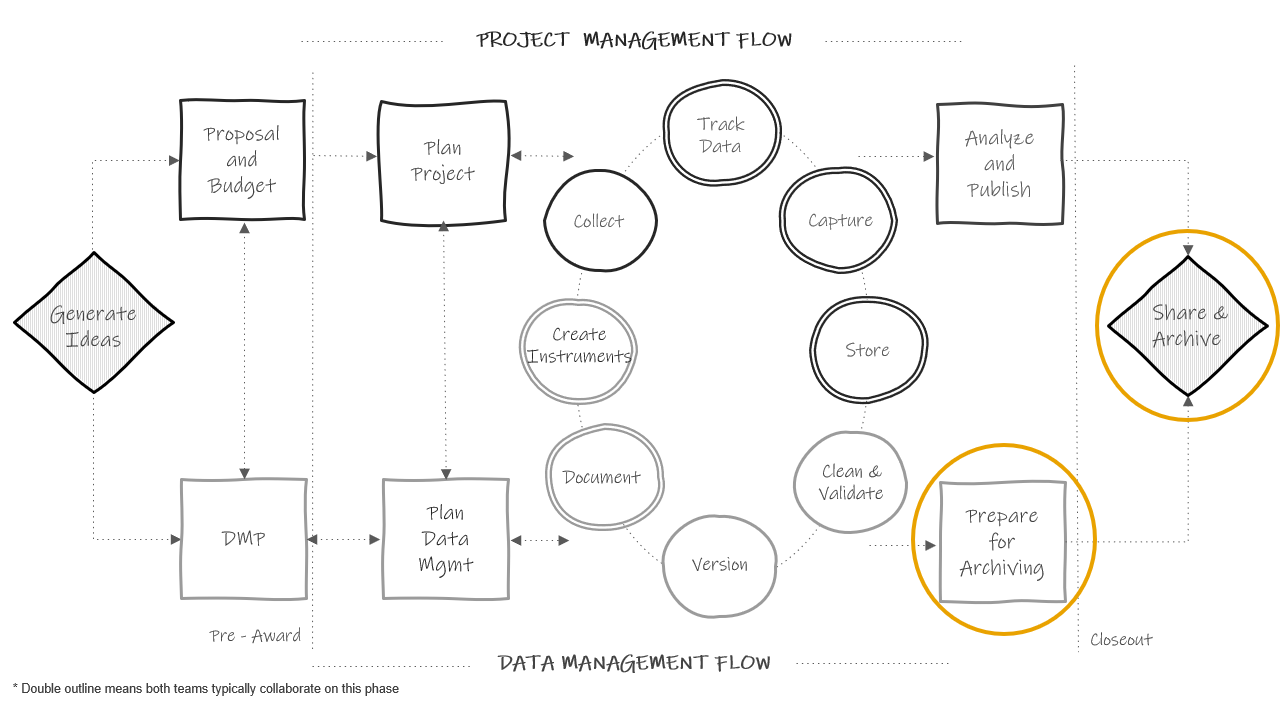 PROJECT MANAGEMENT FLOW
Proposal
and
Budget
Plan
Project
Track
Data
Analyze
and
Publish
Collect
Capture
Generate
Ideas
Create
Instruments
Store
Share &
Archive
Document
Clean &
Validate
DMP
Plan
Data
Mgmt
Version
Prepare
for
Archiving
Pre - Award
Closeout
DATA MANAGEMENT FLOW
* Double outline means both teams typically collaborate on this phase